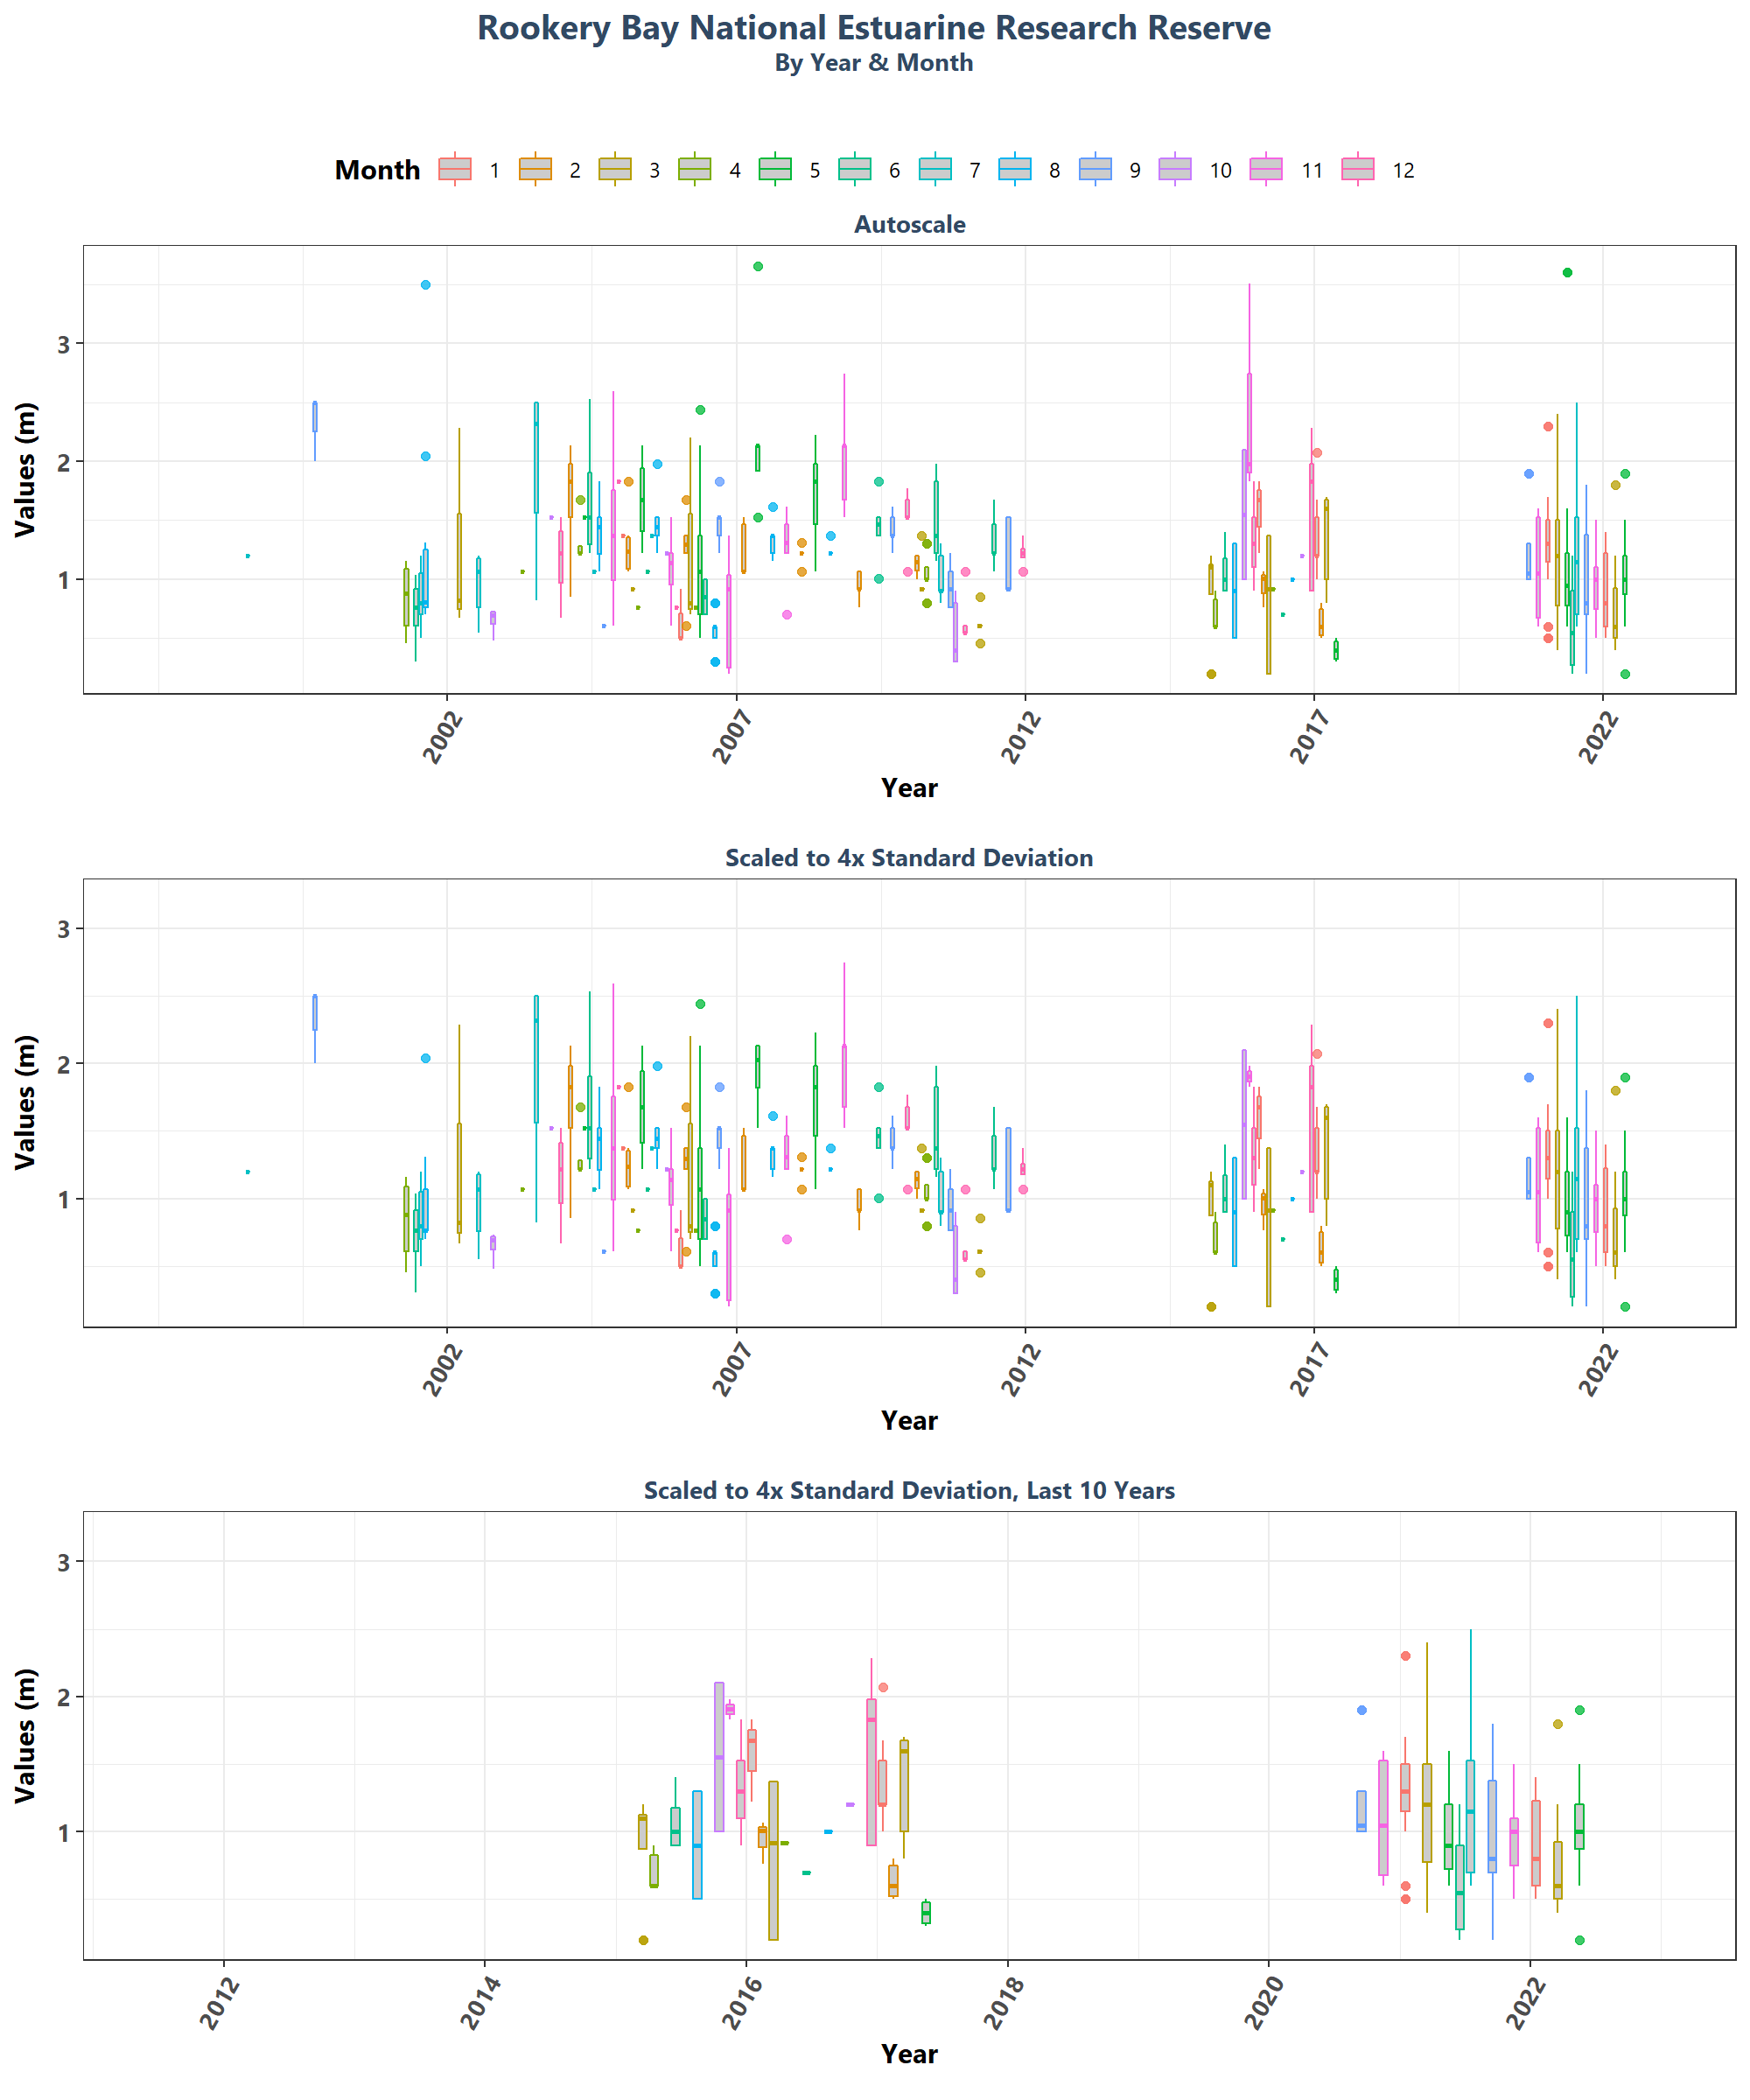 Rookery Bay National Estuarine Research Reserve
By Year & Month
Month 1 2 3 4 5 6 7 8 9 10 11 12
Autoscale
Values (m)
3
2
1
2002 2007 2012 2017 2022
Year
Scaled to 4x Standard Deviation
Values (m)
3
2
1
2002 2007 2012 2017 2022
Year
Scaled to 4x Standard Deviation, Last 10 Years
Values (m)
3
2
1
2012 2014 2016 2018 2020 2022
Year